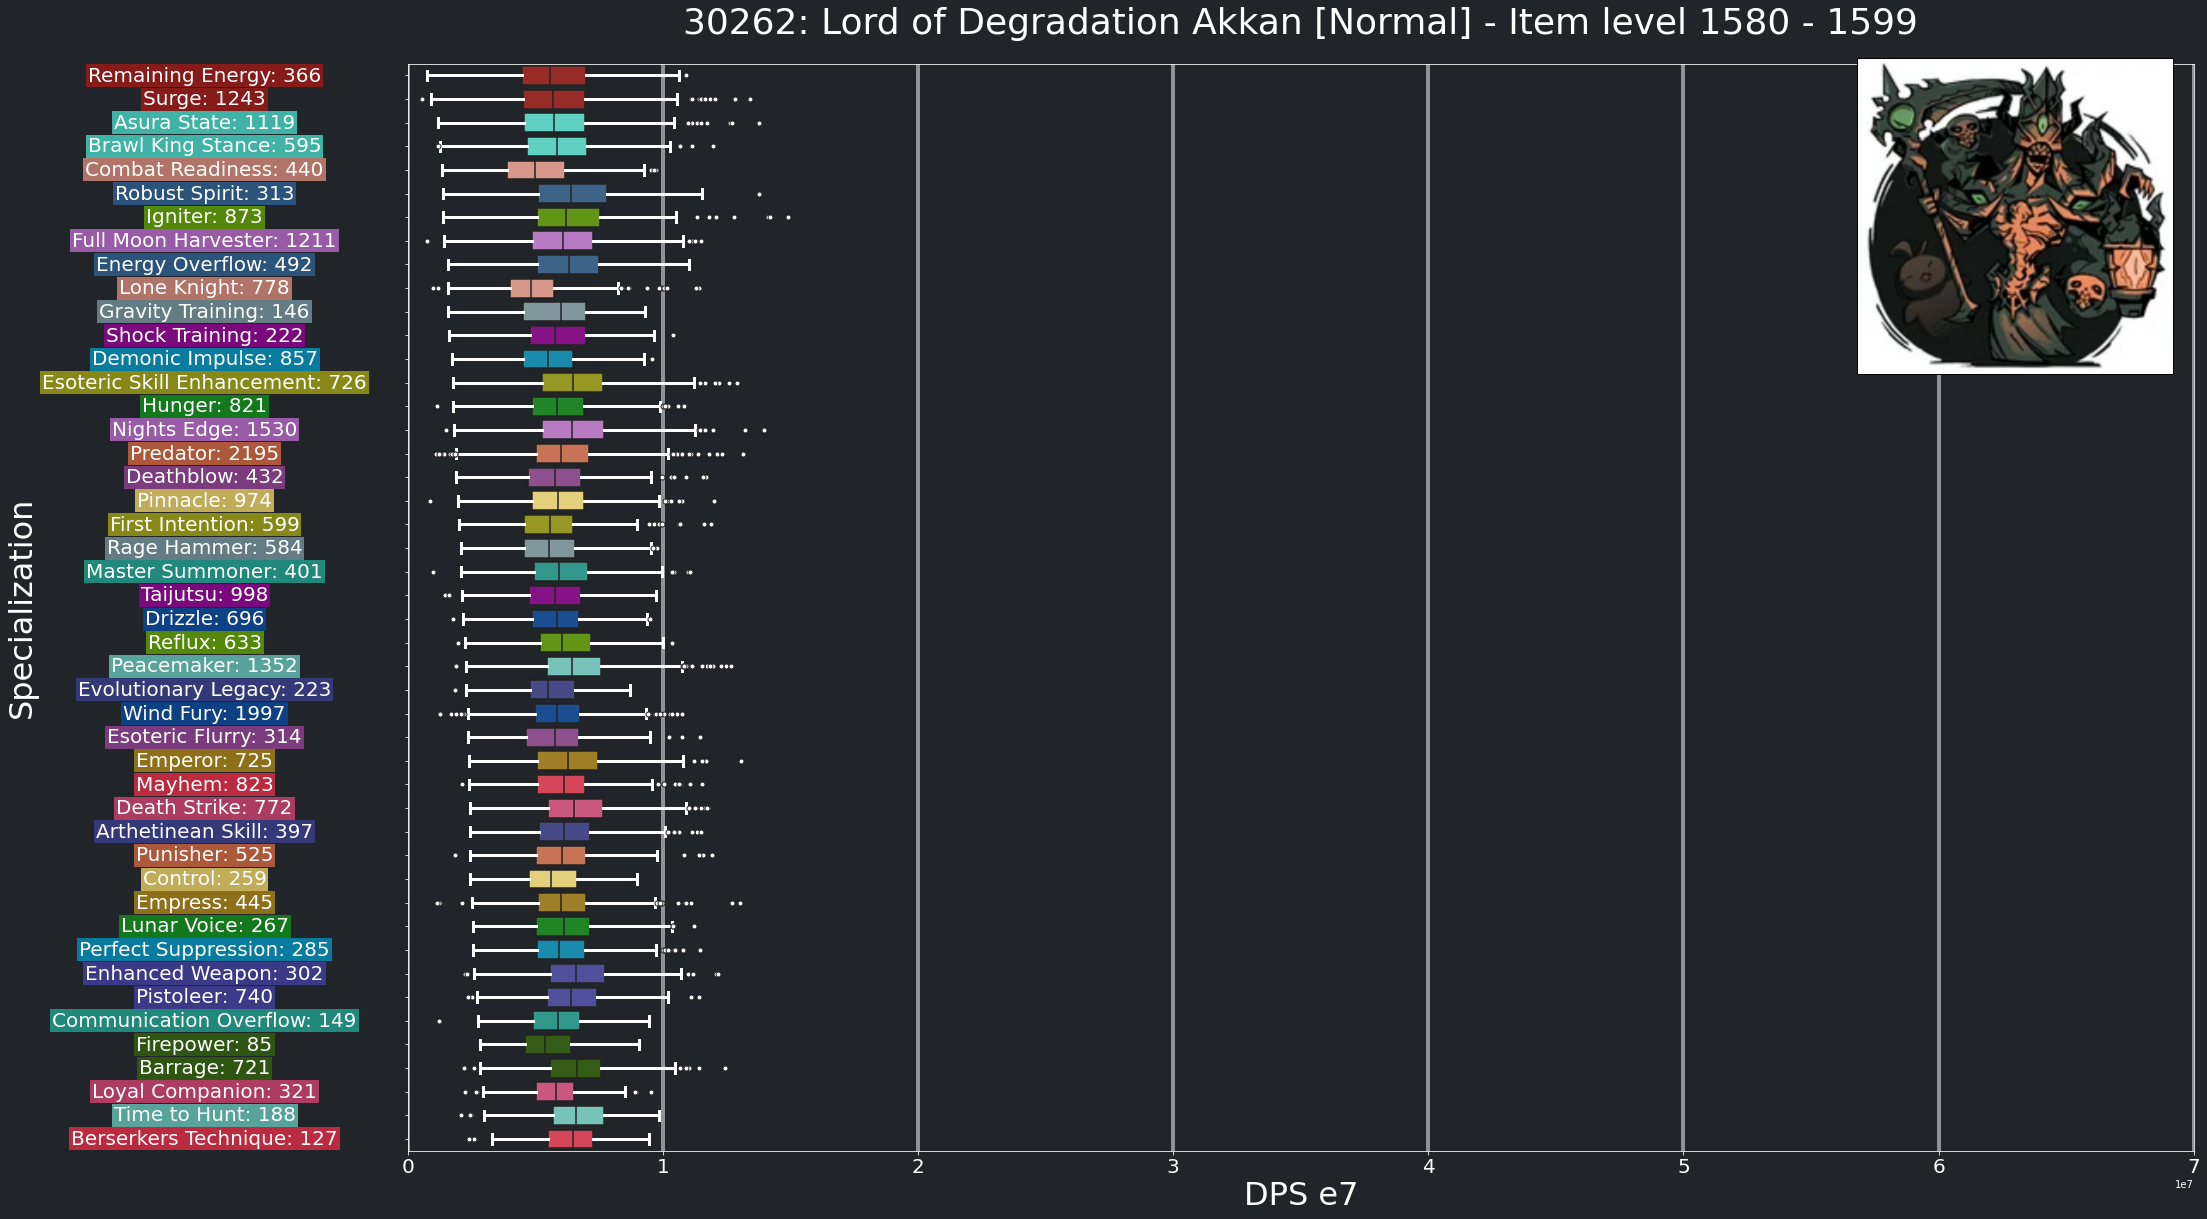 30262: Lord of Degradation Akkan [Normal] - Item level 1580 - 1599
Remaining Energy: 366
Surge: 1243
Asura State: 1119
Brawl King Stance: 595
Combat Readiness: 440
Robust Spirit: 313
Igniter: 873
Full Moon Harvester: 1211
Energy Overflow: 492
Lone Knight: 778
Gravity Training: 146
Shock Training: 222
Demonic Impulse: 857
Esoteric Skill Enhancement: 726
Hunger: 821
Nights Edge: 1530
Predator: 2195
Deathblow: 432
Pinnacle: 974
First Intention: 599
Rage Hammer: 584
Master Summoner: 401
Taijutsu: 998
Drizzle: 696
Reflux: 633
Peacemaker: 1352
Evolutionary Legacy: 223
Wind Fury: 1997
Esoteric Flurry: 314
Emperor: 725
Mayhem: 823
Death Strike: 772
Arthetinean Skill: 397
Punisher: 525
Control: 259
Empress: 445
Lunar Voice: 267
Perfect Suppression: 285
Enhanced Weapon: 302
Pistoleer: 740
Communication Overflow: 149
Firepower: 85
Barrage: 721
Loyal Companion: 321
Time to Hunt: 188
Berserkers Technique: 127
Specialization
0 1 2 3 4 5 6 7
1e7
DPS e7